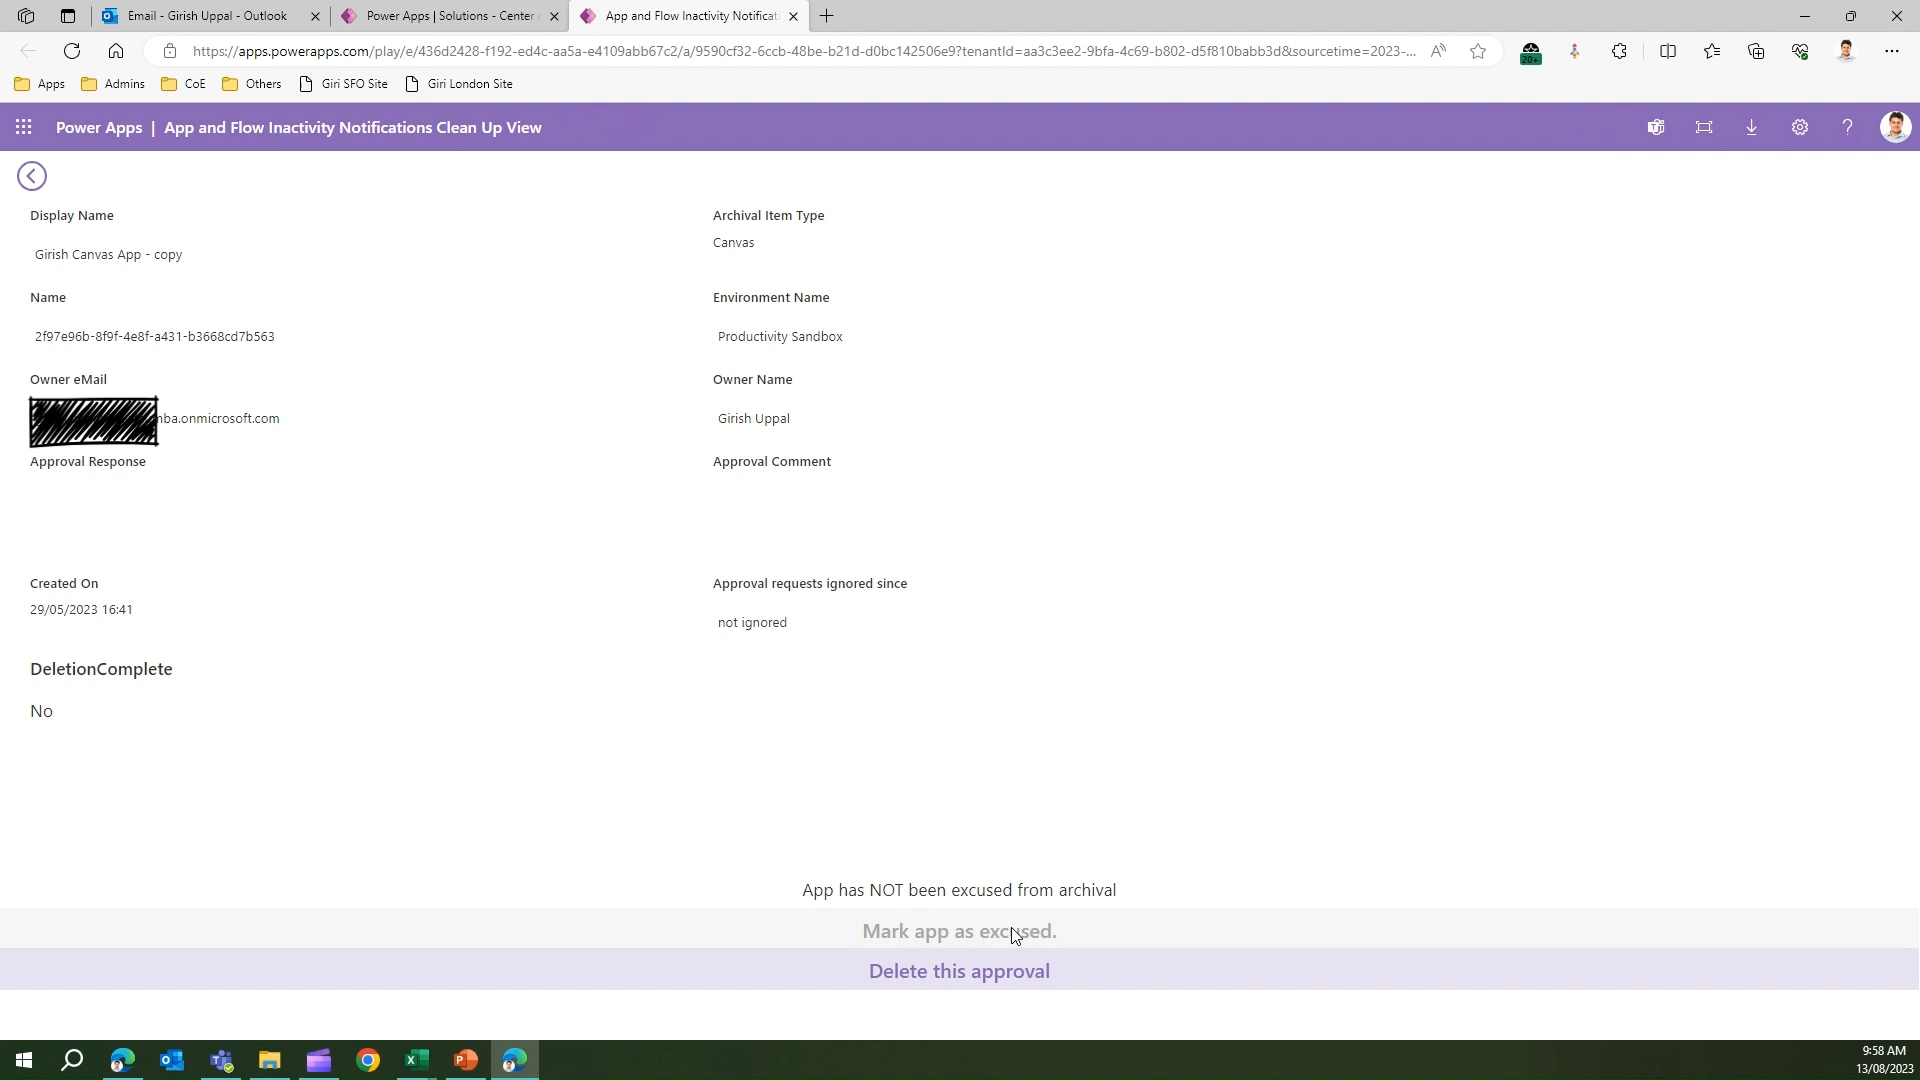 Email - Girish Uppal - Outlook
Power Apps | Solutions - Center
App and Flow Inactivity Notificati
https://apps.powerapps.com/play/e/436d2428-f192-ed4c-aa5a-e4109abb67c2/a/9590cf32-6ccb-48be-b21d-d0bc142506e9?tenantId=aa3c3ee2-9bfa-4c69-b802-d5f810babb3d&sourcetime=2023-...
20+
Apps
Admins
CoE
Others
Giri SFO Site
Giri London Site
Power Apps | App and Flow Inactivity Notifications Clean Up View
Display Name
Archival Item Type
Girish Canvas App - copy
Canvas
Name
Environment Name
2f97e96b-8f9f-4e8f-a431-b3668cd7b563
Productivity Sandbox
Owner eMail
Owner Name
mba.onmicrosoft.com
Girish Uppal
Approval Response
Approval Comment
Created On
Approval requests ignored since
29/05/2023 16:41
not ignored
DeletionComplete
No
App has NOT been excused from archival
Mark app as excused.
Delete this approval
9:58 AM
13/08/2023